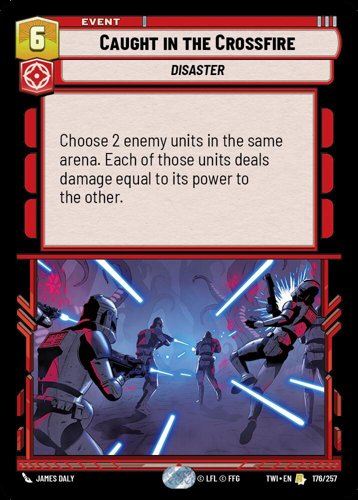 EVENT
6
CAUGHT IN THE CROSSFIRE
DISASTER
Choose 2 enemy units in the same
arena. Each of those units deals
damage equal to its power to
the other.
JAMES DALY
© LFL © FFG
TWI • EN
176/257